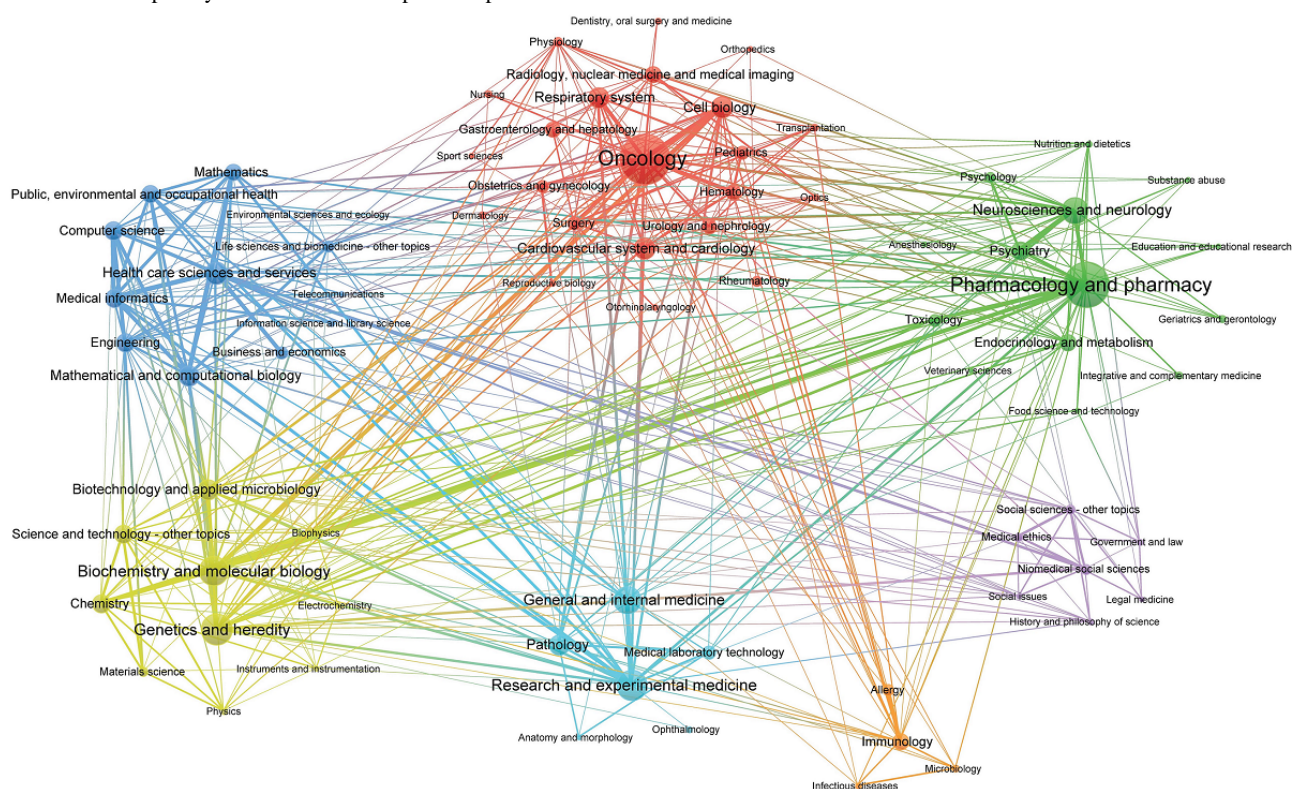 Dentistry, oral surgery and medicine
Physiology
Orthopedics
Radiology, nuclear medicine and medical imaging
Nursing
Respiratory system
Cell biology
Gastroenterology and hepatology
Transplantation
Sport sciences
Oncology
Pediatrics
Obstetrics and gynecology
Hematology
Optics
Dermatology
Surgery
Urology and nephrology
Cardiovascular system and cardiology
Reproductive biology
Rheumatology
Otorhinolaryngology
Mathematics
Public, environmental and occupational health
Environmental sciences and ecology
Computer science
Life sciences and biomedicine - other topics
Health care sciences and services
Medical informatics
Telecommunications
Information science and library science
Engineering
Business and economics
Mathematical and computational biology
Nutrition and dietetics
Psychology
Substance abuse
Neurosciences and neurology
Anesthesiology
Psychiatry
Education and educational research
Pharmacology and pharmacy
Toxicology
Geriatrics and gerontology
Endocrinology and metabolism
Veterinary sciences
Integrative and complementary medicine
Food science and technology
Biotechnology and applied microbiology
Science and technology - other topics
Biophysics
Biochemistry and molecular biology
Chemistry
Electrochemistry
Genetics and heredity
Materials science
Instruments and instrumentation
Physics
General and internal medicine
Pathology
Medical laboratory technology
Research and experimental medicine
Anatomy and morphology
Ophthalmology
Social sciences - other topics
Medical ethics
Government and law
Niomedical social sciences
Social issues
Legal medicine
History and philosophy of science
Allergy
Immunology
Microbiology
Infectious diseases